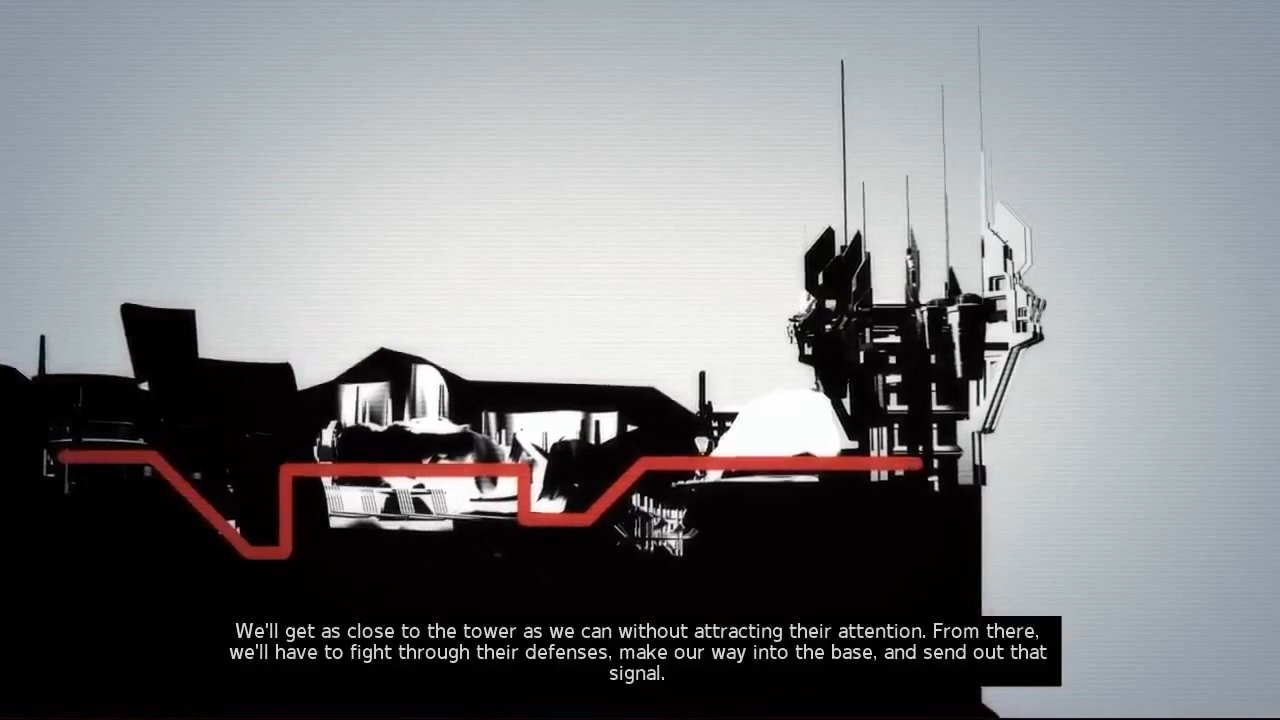 We'll get as close to the tower as we can without attracting their attention. From there,
we'll have to fight through their defenses, make our way into the base, and send out that
signal.